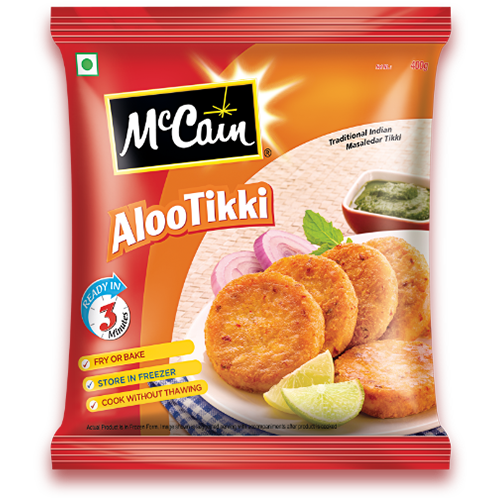 400g
McCain
®
Traditional Indian
Masaledar Tikki
AlooTikki
READY IN
3
Minutes
FRY OR BAKE
STORE IN FREEZER
COOK WITHOUT THAWING